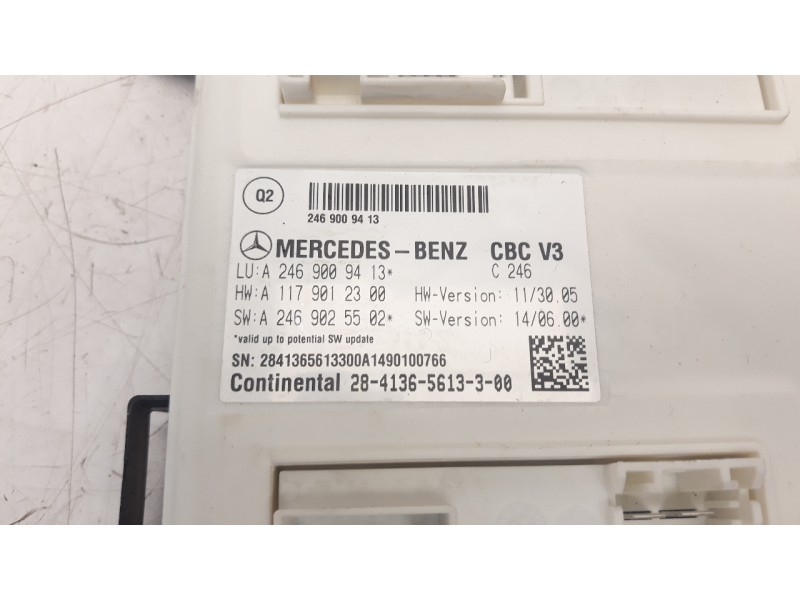 Q2
246 900 94 13
MERCEDES-BENZ CBC V3
LU:A 246 900 94 13* C 246
HW:A 117 901 23 00 HW-Version: 11/30.05
SW:A 246 902 55 02* SW-Version: 14/06.00*
*valid up to potential SW update
SN: 2841365613300A1490100766
Continental 28-4136-5613-3-00